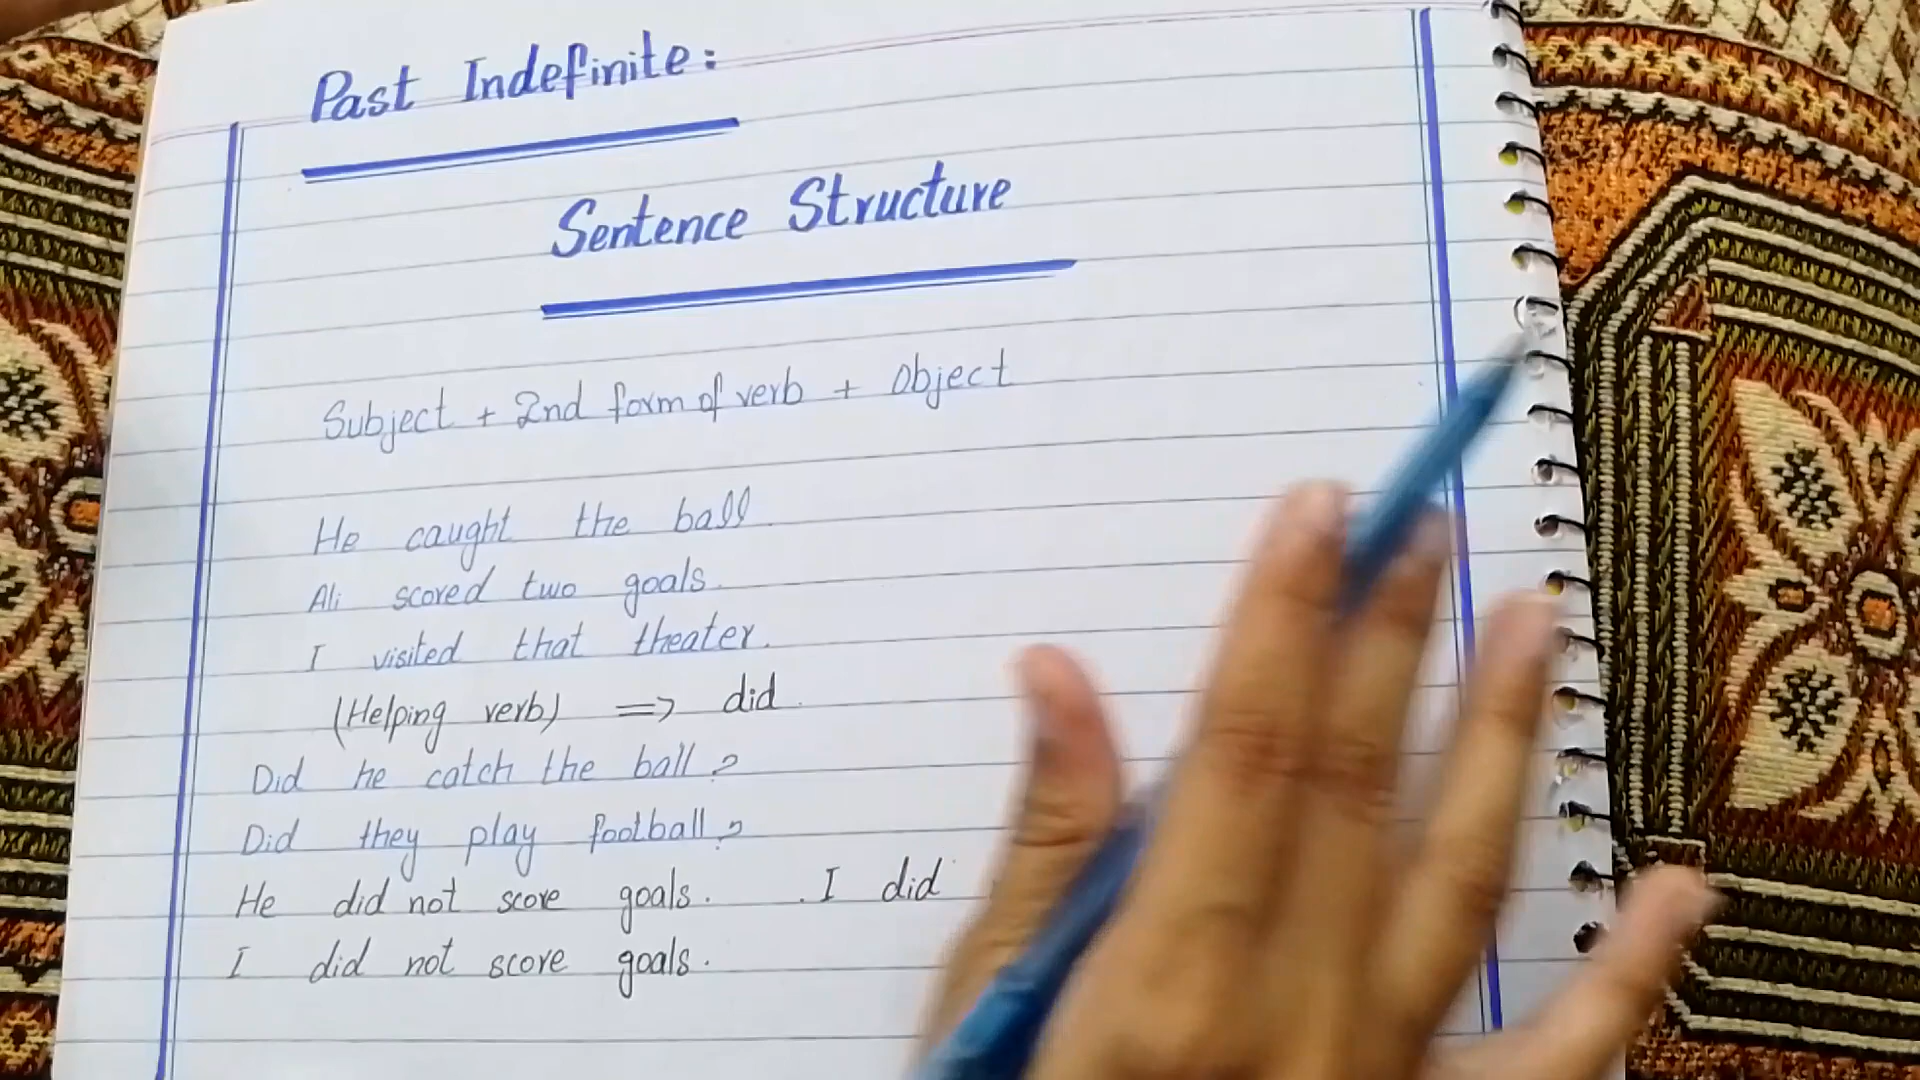 Past Indefinite:
Sentence Structure
Subject + 2nd form of verb + Object
He caught the ball
Ali scored two goals.
I visited that theater.
(Helping verb) => did
Did he catch the ball?
Did they play football?
He did not score goals. . I did
I did not score goals.